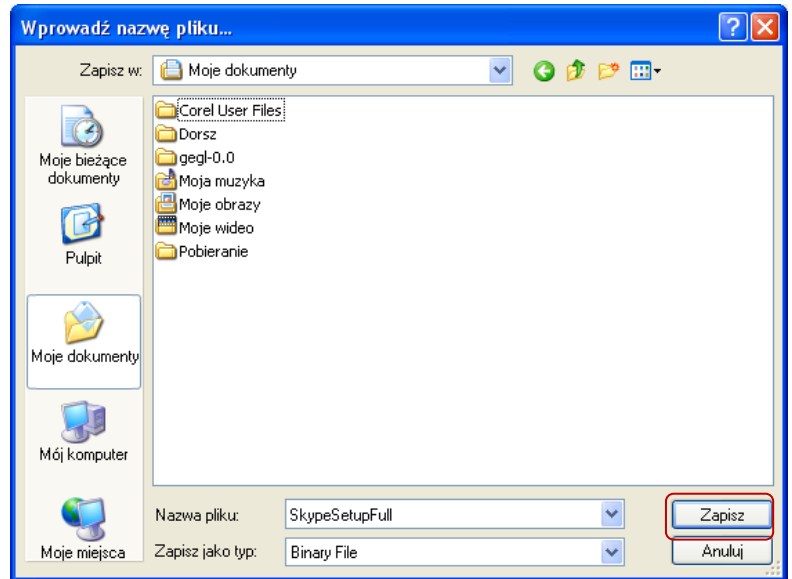 Wprowadź nazwę pliku...
Zapisz w:
Moje dokumenty
Moje bieżące
dokumenty
Pulpit
Moje dokumenty
Mój komputer
Moje miejsca
Corel User Files
Dorsz
gegl-0.0
Moja muzyka
Moje obrazy
Moje wideo
Pobieranie
Nazwa pliku:
SkypeSetupFull
Zapisz
Zapisz jako typ:
Binary File
Anuluj